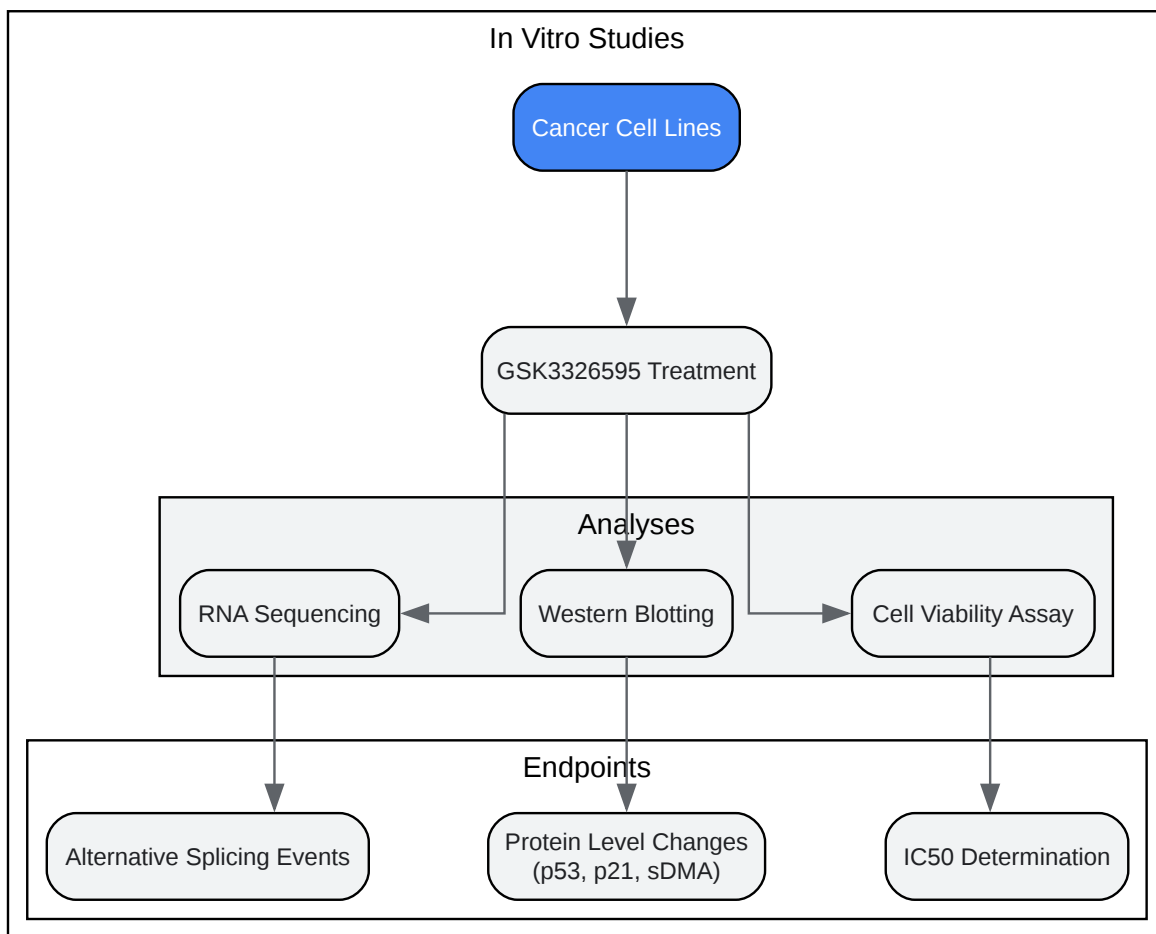 In Vitro Studies
Cancer Cell Lines
GSK3326595 Treatment
Analyses
RNA Sequencing
Western Blotting
Cell Viability Assay
Endpoints
Alternative Splicing Events
Protein Level Changes
(p53, p21, sDMA)
IC50 Determination